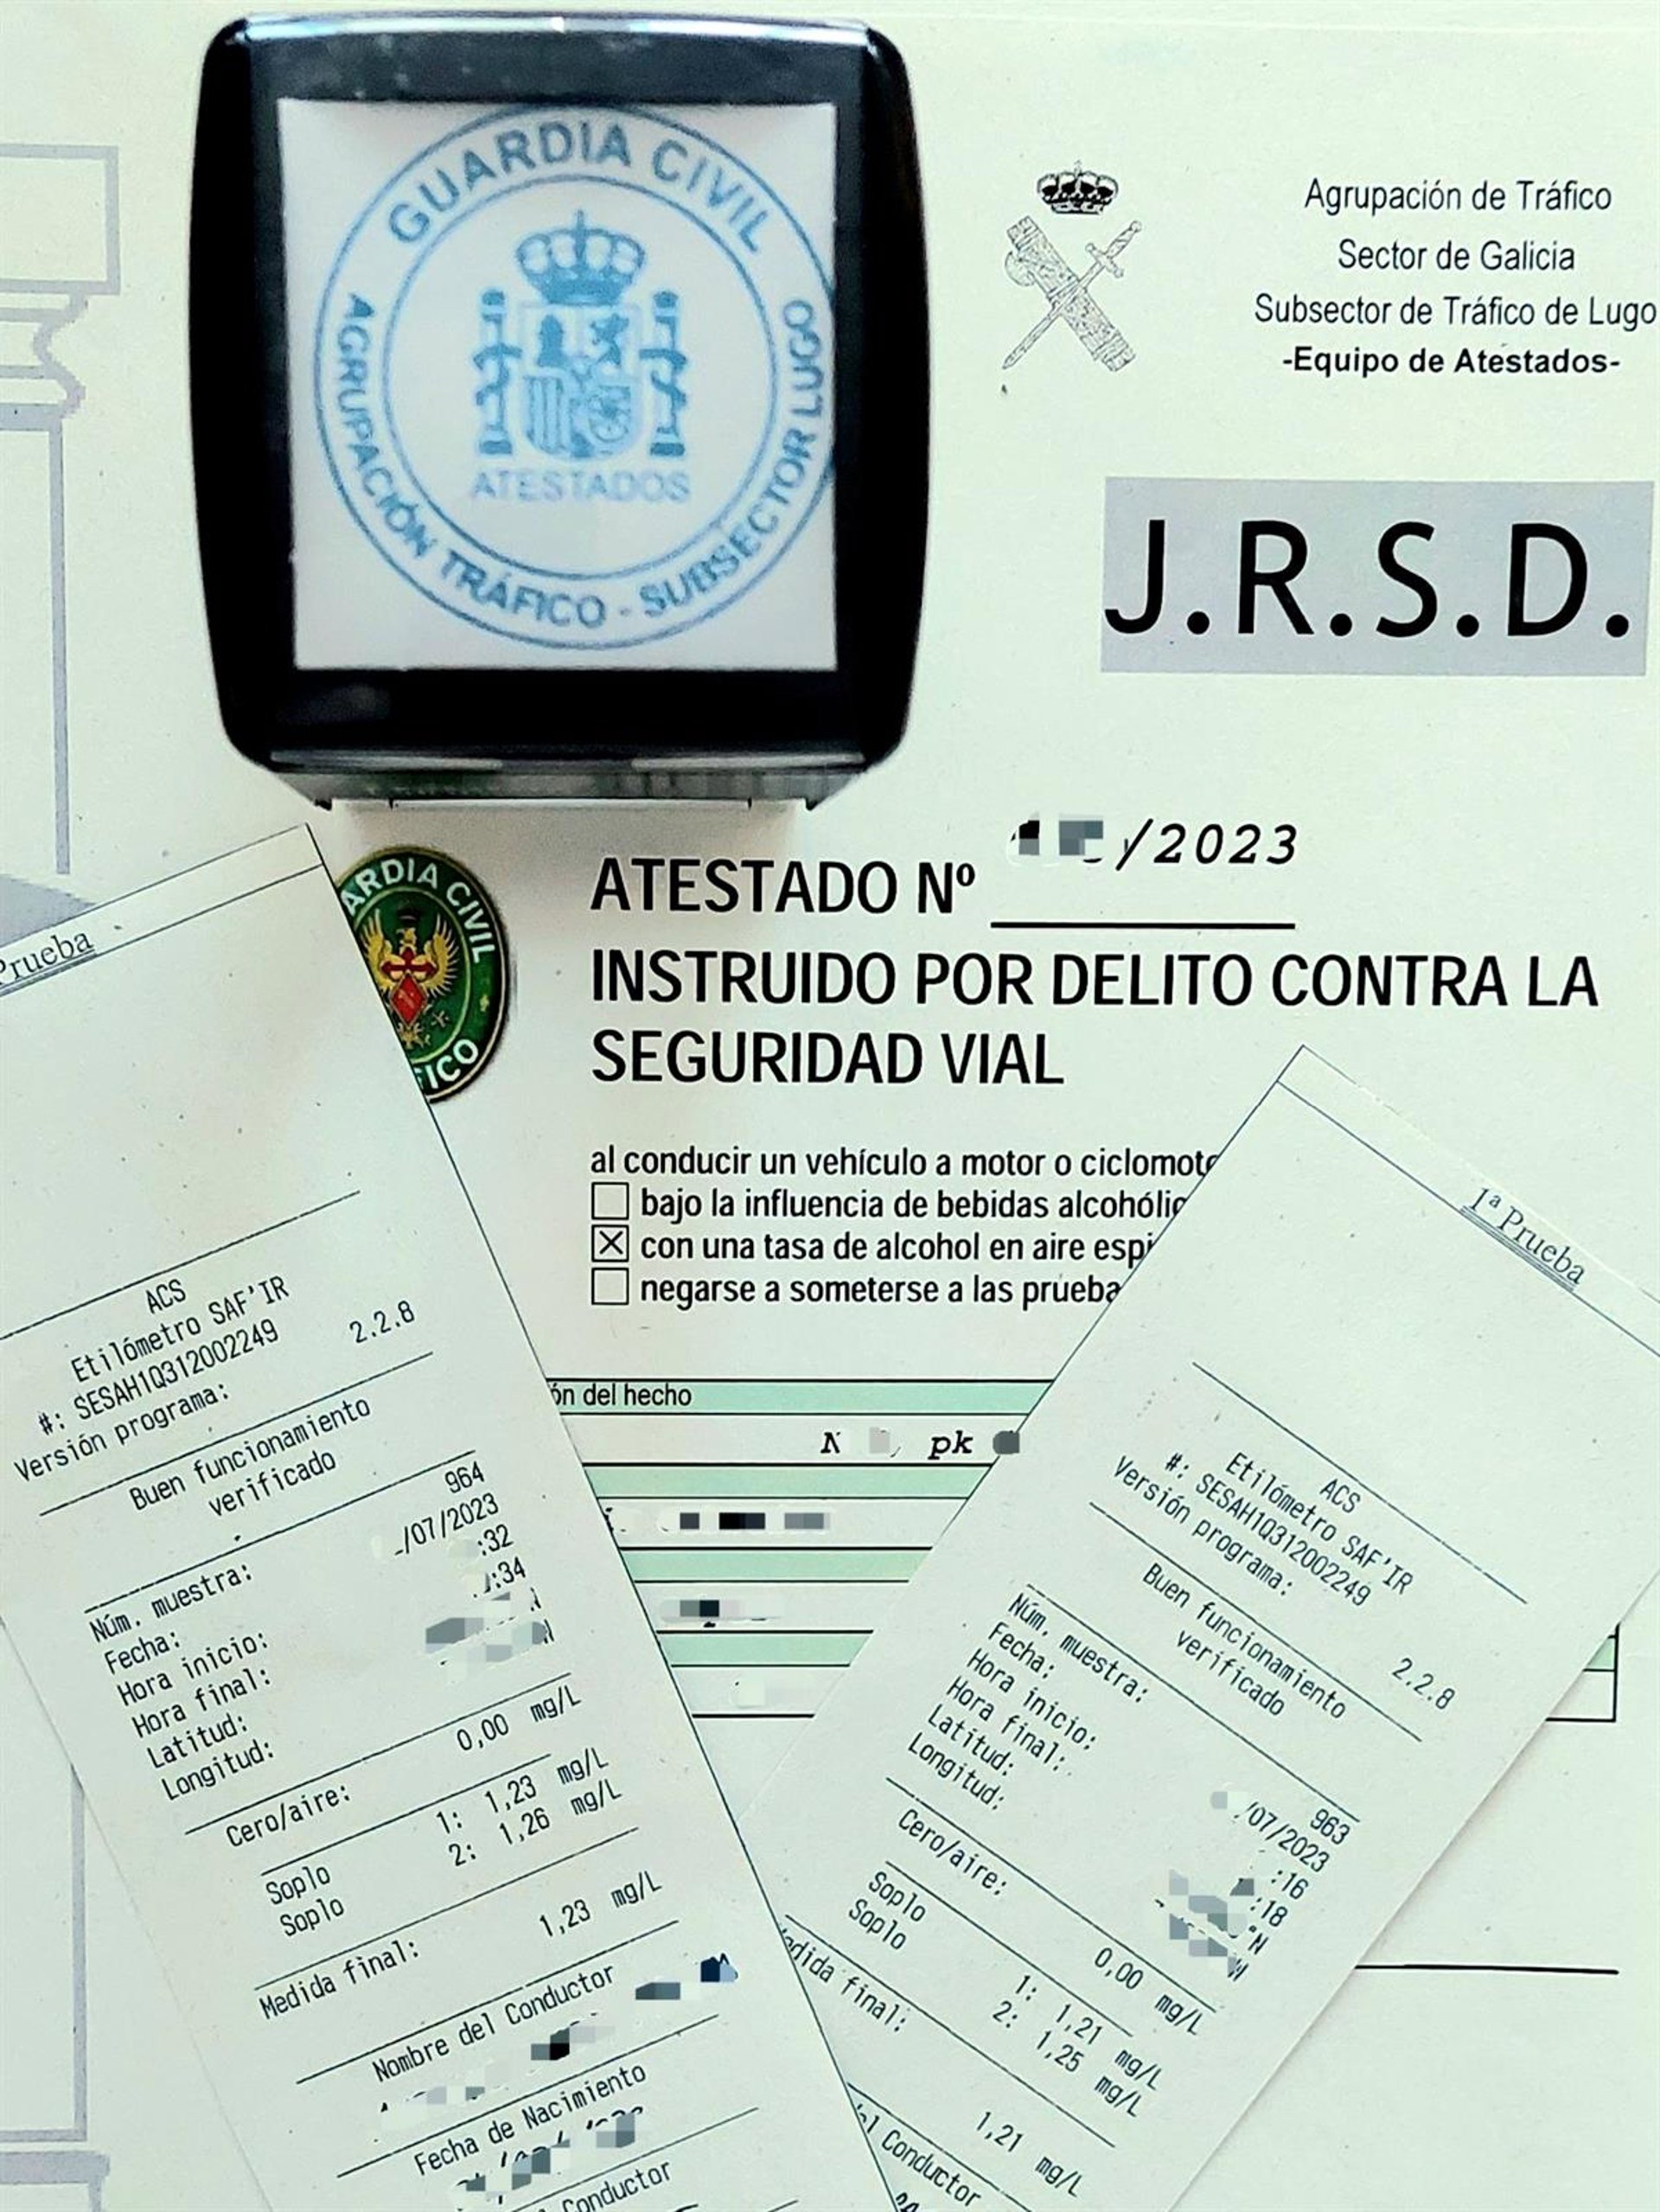 GUARDIA CIVIL
AGRUPACIÓN TRÁFICO - SUBSECTOR LUGO
ATESTADOS
Agrupación de Tráfico
Sector de Galicia
Subsector de Tráfico de Lugo
-Equipo de Atestados-
J.R.S.D.
/2023
ATESTADO Nº
INSTRUIDO POR DELITO CONTRA LA
SEGURIDAD VIAL
ARDIA CIVIL
FICO
al conducir un vehículo a motor o ciclomoto
bajo la influencia de bebidas alcohólic
con una tasa de alcohol en aire espi
negarse a someterse a las prueba
ón del hecho
N pk
Prueba
ACS
Etilómetro SAF'IR
#: SESAH1Q312002249
Versión programa: 2.2.8
Buen funcionamiento
verificado
Núm. muestra: 964
Fecha: /07/2023
Hora inicio: :32
Hora final: :34
Latitud: N
Longitud:
Cero/aire: 0,00 mg/L
Soplo 1: 1,23 mg/L
Soplo 2: 1,26 mg/L
Medida final: 1,23 mg/L
Nombre del Conductor
Fecha de Nacimiento
Conductor
1ª Prueba
ACS
Etilómetro SAF'IR
#: SESAH1Q312002249
Versión programa: 2.2.8
Buen funcionamiento
verificado
Núm. muestra: 963
Fecha: /07/2023
Hora inicio: :16
Hora final: :18
Latitud: °N
Longitud: W
Cero/aire: 0,00 mg/L
Soplo 1: 1,21 mg/L
Soplo 2: 1,25 mg/L
edida final: 1,21 mg/L
el Conductor